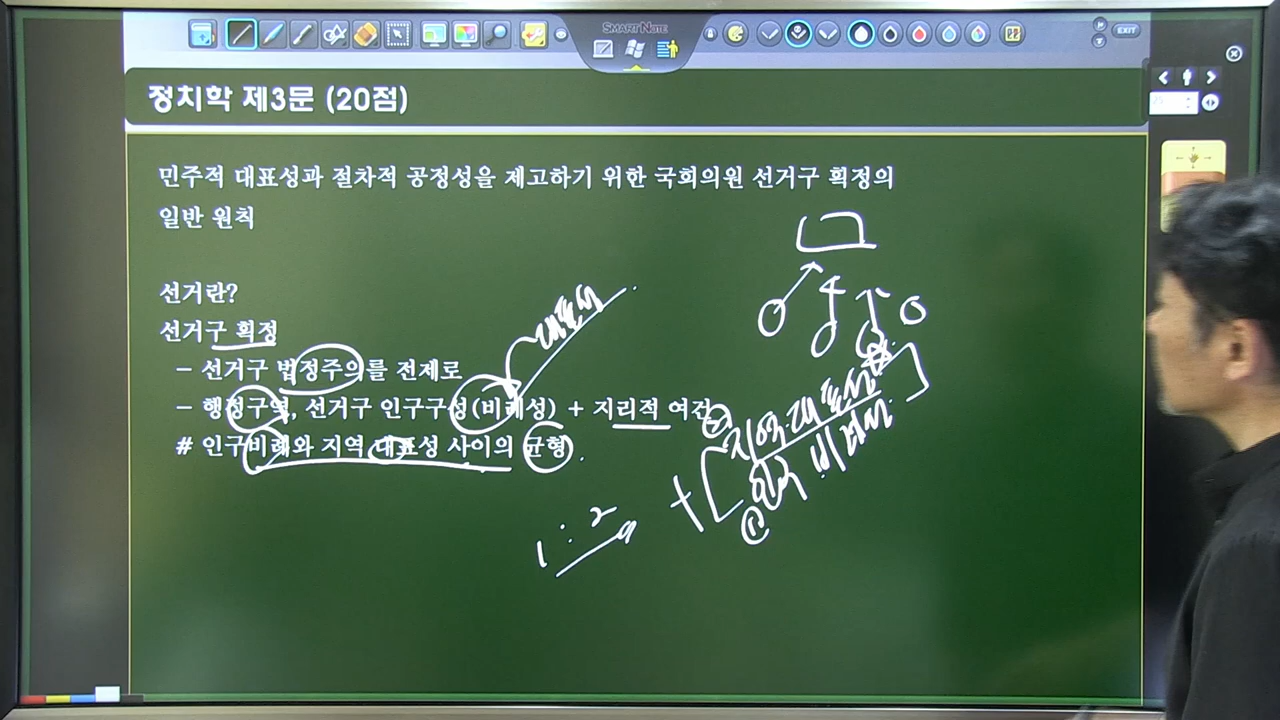 SMART NOTE
EXIT
정치학 제3문 (20점)
민주적 대표성과 절차적 공정성을 제고하기 위한 국회의원 선거구 획정의
일반 원칙
선거란?
선거구 획정
– 선거구 법정주의를 전제로
– 행정구역, 선거구 인구구성(비례성) + 지리적 여건
# 인구비례와 지역 대표성 사이의 균형
대표성
② 지역대표성
① 인구 비례성
1 : 2